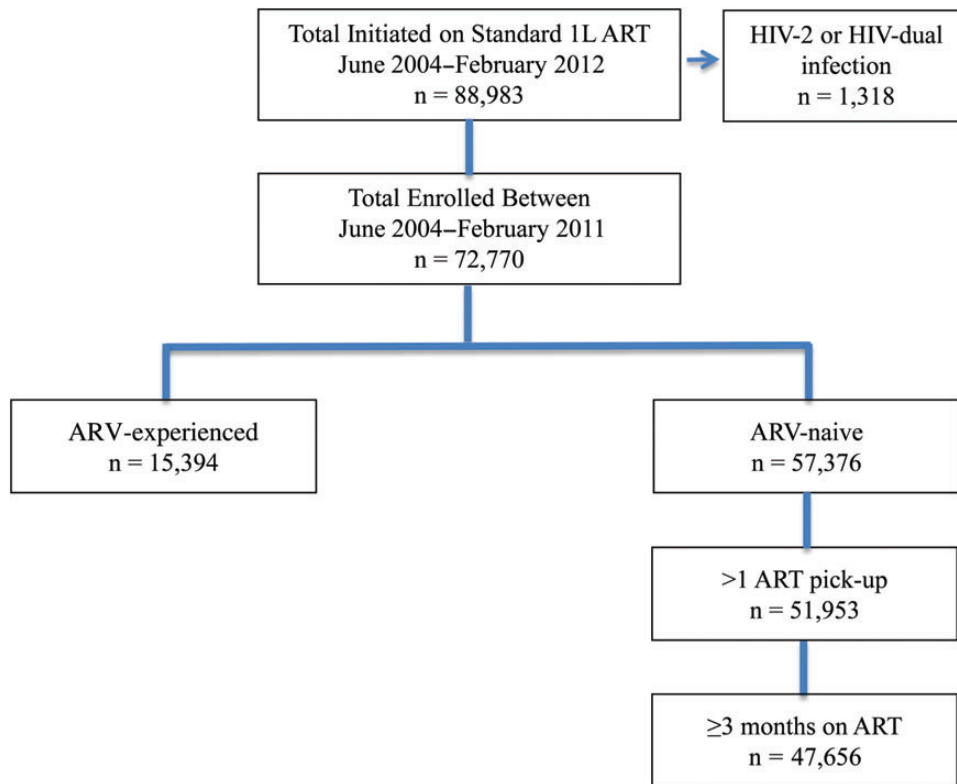 Total Initiated on Standard 1L ART
June 2004–February 2012
n = 88,983
HIV-2 or HIV-dual
infection
n = 1,318
Total Enrolled Between
June 2004–February 2011
n = 72,770
ARV-experienced
n = 15,394
ARV-naive
n = 57,376
>1 ART pick-up
n = 51,953
≥3 months on ART
n = 47,656